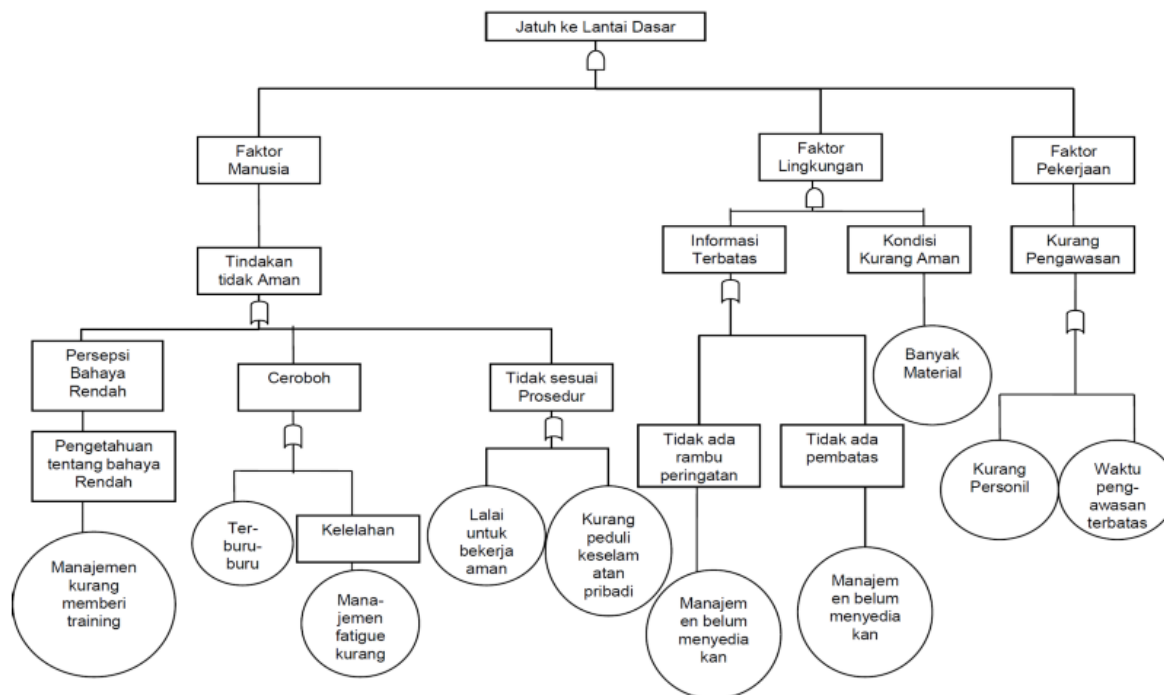 Jatuh ke Lantai Dasar
Faktor
Manusia
Faktor
Lingkungan
Faktor
Pekerjaan
Tindakan
tidak Aman
Informasi
Terbatas
Kondisi
Kurang Aman
Kurang
Pengawasan
Persepsi
Bahaya
Rendah
Ceroboh
Tidak sesuai
Prosedur
Banyak
Material
Pengetahuan
tentang bahaya
Rendah
Tidak ada
rambu
peringatan
Tidak ada
pembatas
Ter-
buru-
buru
Kelelahan
Lalai
untuk
bekerja
aman
Kurang
peduli
keselam
atan
pribadi
Kurang
Personil
Waktu
peng-
awasan
terbatas
Manajemen
kurang
memberi
training
Mana-
jemen
fatigue
kurang
Manajem
en belum
menyedia
kan
Manajem
en belum
menyedia
kan